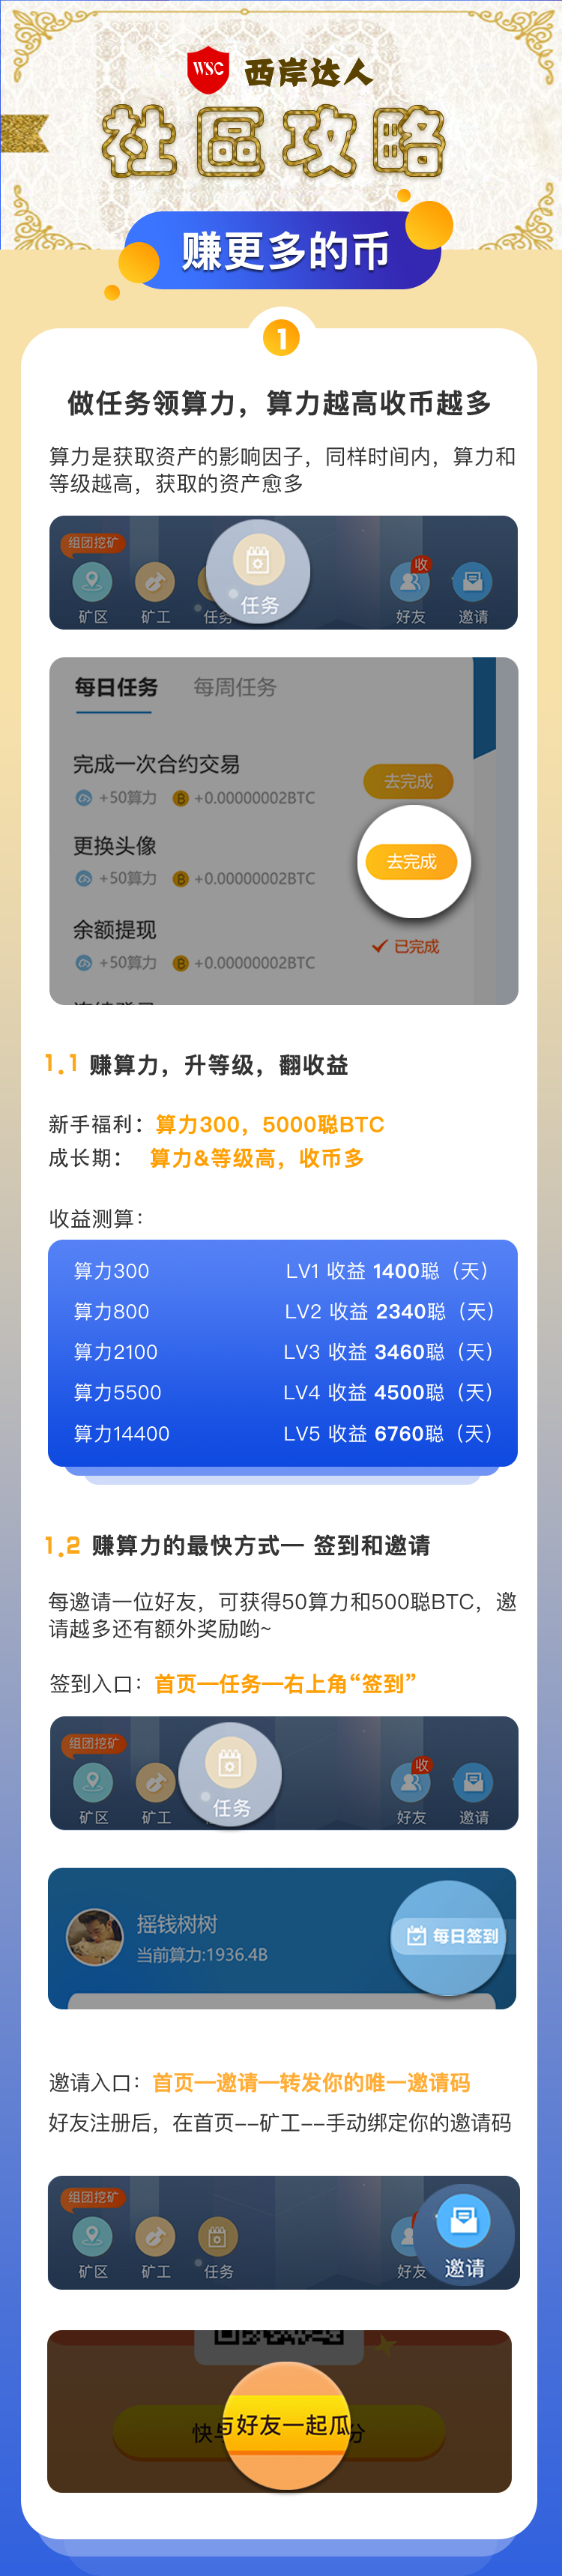 WSC 西岸达人
社區攻略
赚更多的币
1
做任务领算力，算力越高收币越多
算力是获取资产的影响因子，同样时间内，算力和
等级越高，获取的资产愈多
组团挖矿
收
矿区 矿工 任务 任务 好友 邀请
每日任务 每周任务
完成一次合约交易
+50算力 +0.00000002BTC
去完成
更换头像
+50算力 +0.00000002BTC
去完成
余额提现
+50算力 +0.00000002BTC
已完成
1.1 赚算力，升等级，翻收益
新手福利：算力300，5000聪BTC
成长期： 算力&等级高，收币多
收益测算：
算力300 LV1 收益 1400聪（天）
算力800 LV2 收益 2340聪（天）
算力2100 LV3 收益 3460聪（天）
算力5500 LV4 收益 4500聪（天）
算力14400 LV5 收益 6760聪（天）
1.2 赚算力的最快方式— 签到和邀请
每邀请一位好友，可获得50算力和500聪BTC，邀
请越多还有额外奖励哟~
签到入口：首页—任务—右上角“签到”
组团挖矿
收
矿区 矿工 任务 好友 邀请
摇钱树树
当前算力:1936.4B
每日签到
邀请入口：首页—邀请—转发你的唯一邀请码
好友注册后，在首页--矿工--手动绑定你的邀请码
组团挖矿
矿区 矿工 任务 好友 邀请
快与好友一起瓜分